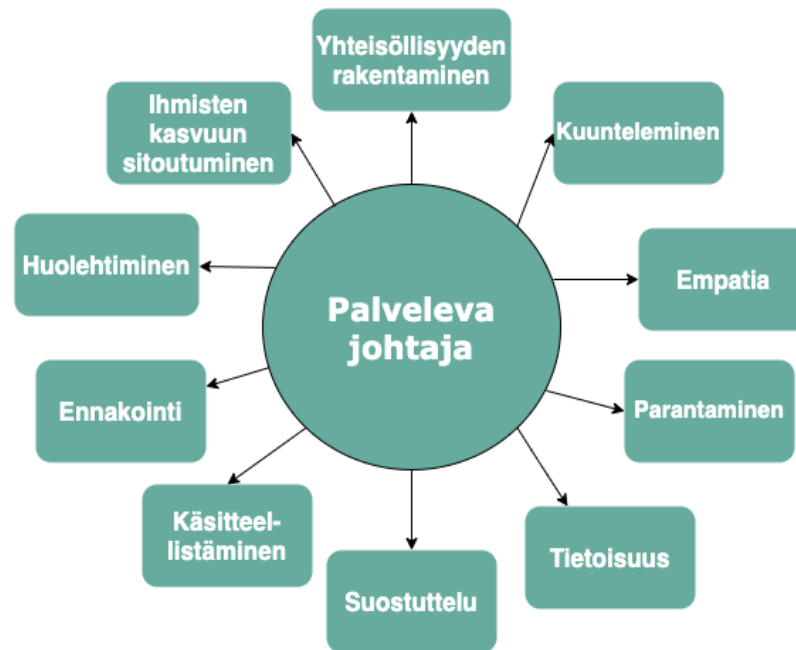 Palveleva
johtaja
Yhteisöllisyyden
rakentaminen
Kuunteleminen
Empatia
Parantaminen
Tietoisuus
Suostuttelu
Käsitteel-
listäminen
Ennakointi
Huolehtiminen
Ihmisten
kasvuun
sitoutuminen